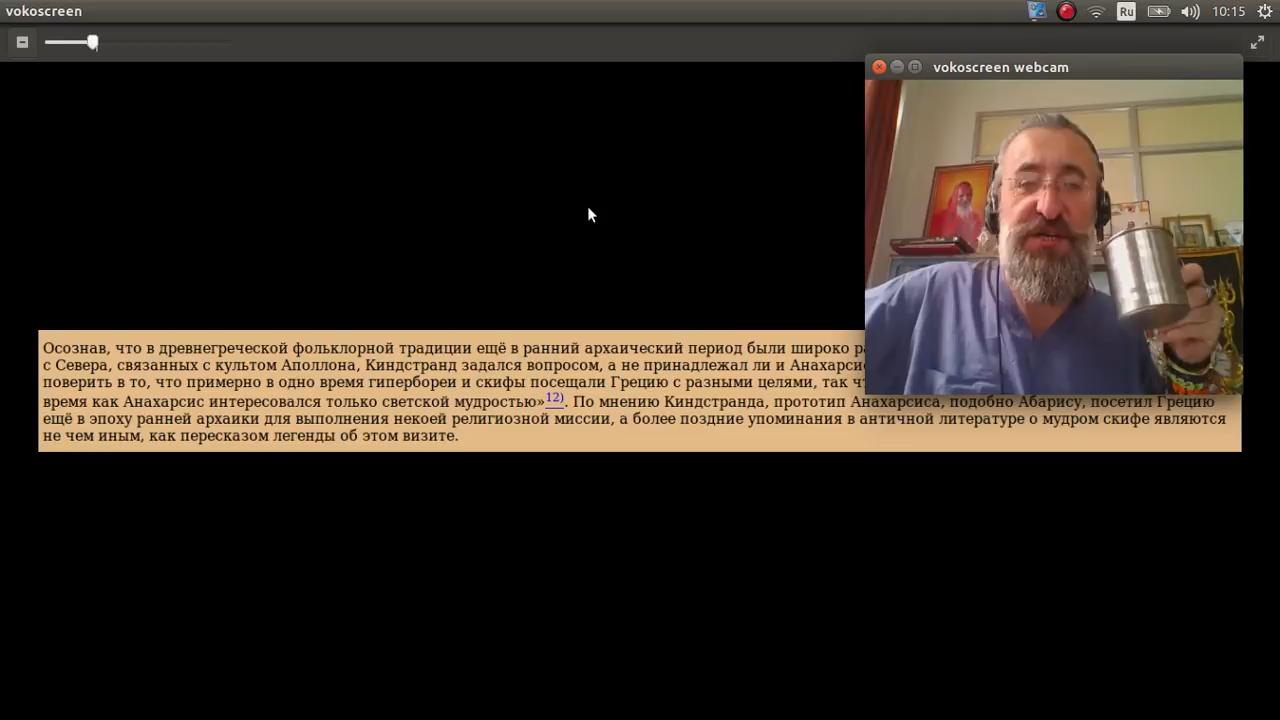 vokoscreen
Ru
10:15
vokoscreen webcam
Осознав, что в древнегреческой фольклорной традиции ещё в ранний архаический период были широко
с Севера, связанных с культом Аполлона, Киндстранд задался вопросом, а не принадлежал ли и
поверить в то, что примерно в одно время гипербореи и скифы посещали Грецию с разными целями, так
время как Анахарсис интересовался только светской мудростью»12). По мнению Киндстранда, прототип Анахарсиса, подобно Абарису, посетил Грецию
ещё в эпоху ранней архаики для выполнения некоей религиозной миссии, а более поздние упоминания в античной литературе о мудром скифе являются
не чем иным, как пересказом легенды об этом визите.